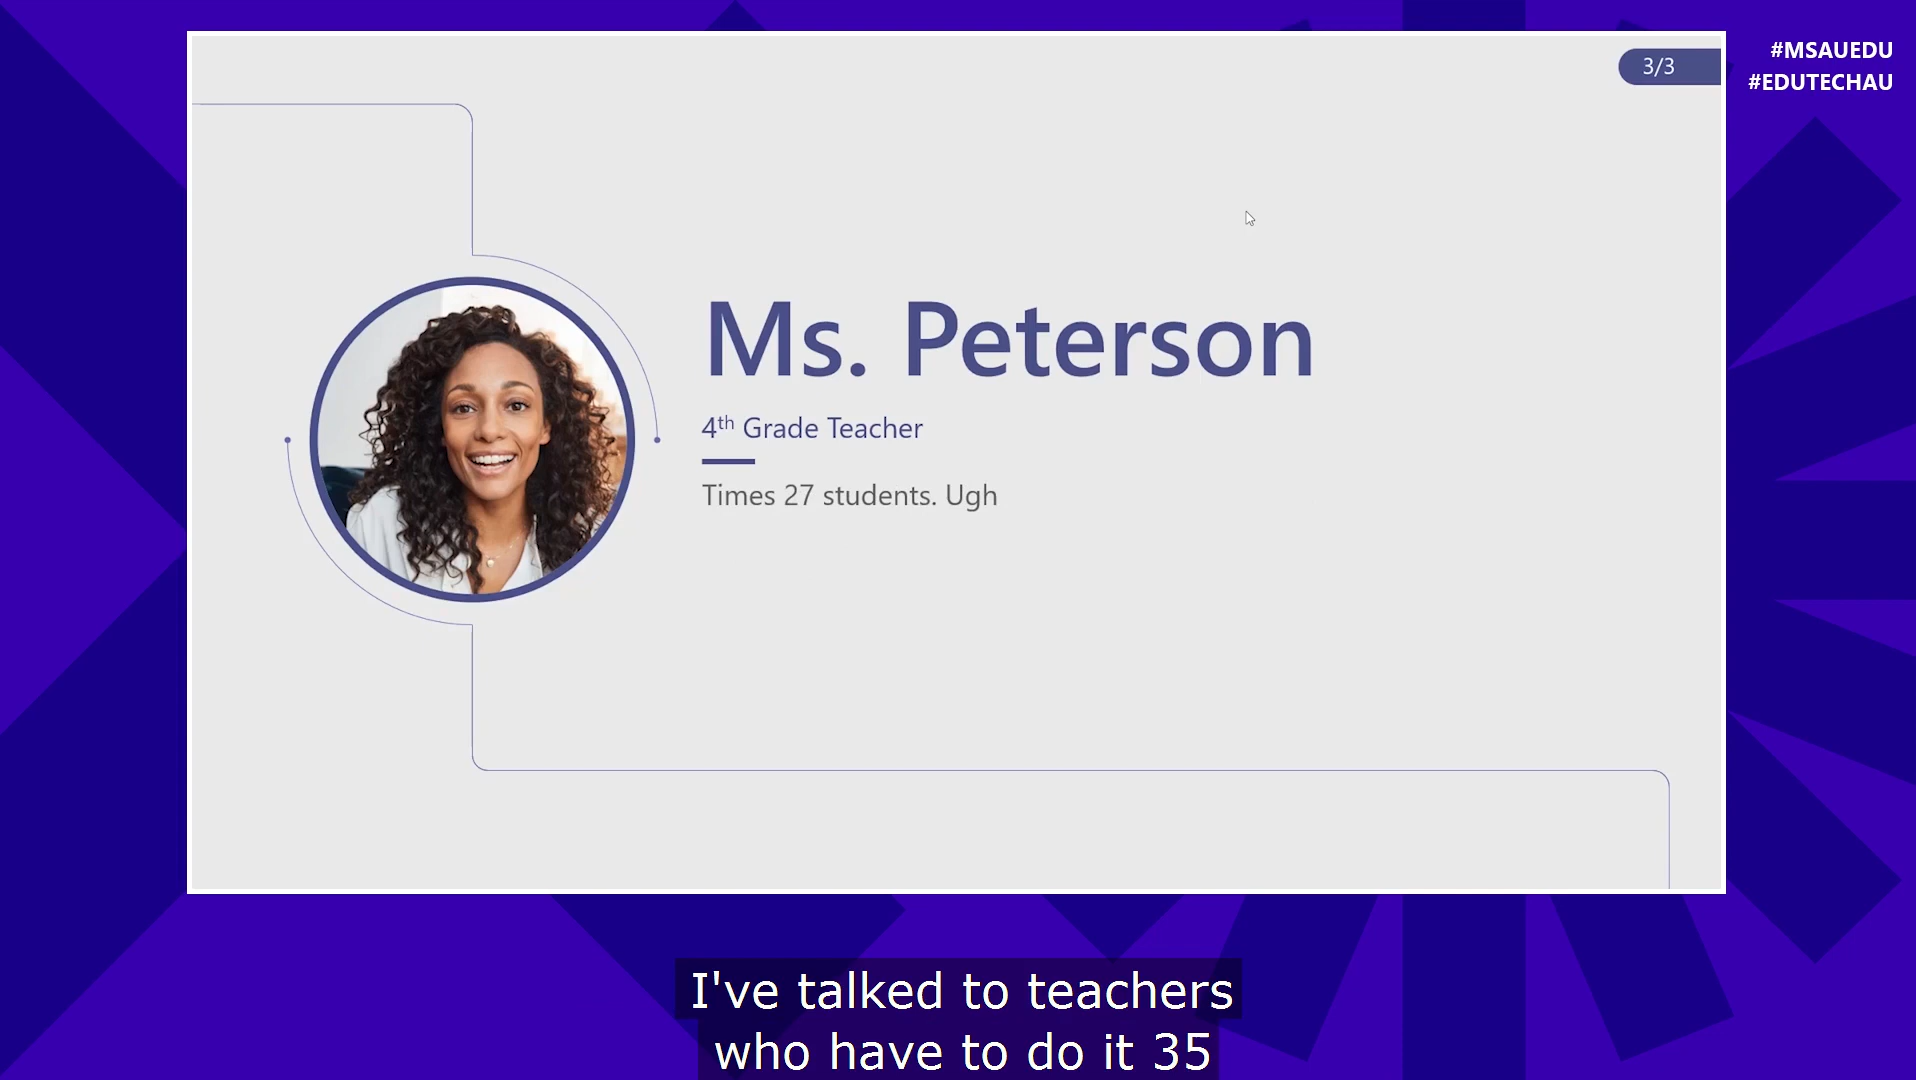 #MSAUEDU
#EDUTECHAU
3/3
Ms. Peterson
4th Grade Teacher
Times 27 students. Ugh
I've talked to teachers
who have to do it 35